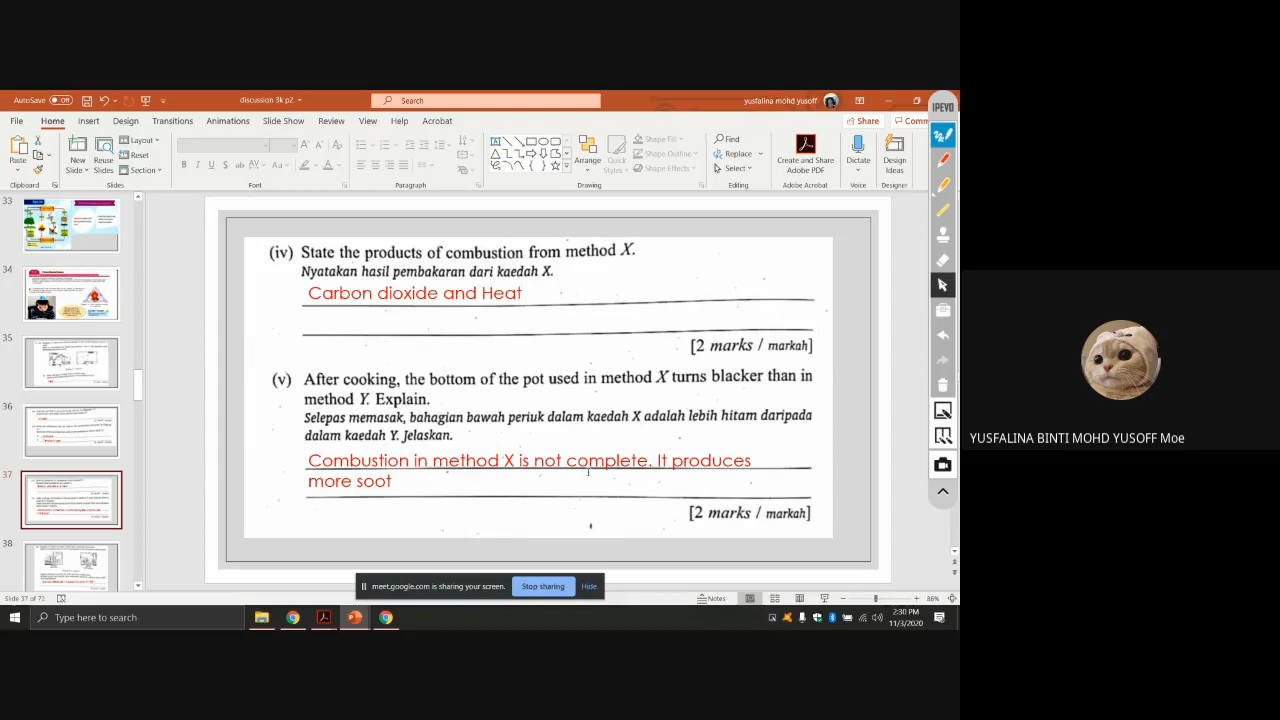 AutoSave Off
discussion 3k p2
Search
yusfalina mohd yusoff
IPEVO
File Home Insert Design Transitions Animations Slide Show Review View Help Acrobat
Share
Comm
Paste
New Slide
Reuse Slides
Layout
Reset
Section
Arrange
Quick Styles
Shape Fill
Shape Outline
Shape Effects
Find
Replace
Select
Create and Share Adobe PDF
Dictate
Design Ideas
Clipboard Slides Font Paragraph Drawing Editing Adobe Acrobat Voice Designer
33
34
35
36
37
38
(iv) State the products of combustion from method X.
Nyatakan hasil pembakaran dari kaedah X.
Carbon dioxide and Heat
[2 marks / markah]
(v) After cooking, the bottom of the pot used in method X turns blacker than in
method Y. Explain.
Selepas memasak, bahagian bawah periuk dalam kaedah X adalah lebih hitam daripada
dalam kaedah Y. Jelaskan.
Combustion in method X is not complete. It produces
more soot
[2 marks / markah]
YUSFALINA BINTI MOHD YUSOFF Moe
meet.google.com is sharing your screen. Stop sharing Hide
Slide 37 of 72
Notes
86%
Type here to search
2:30 PM
11/3/2020